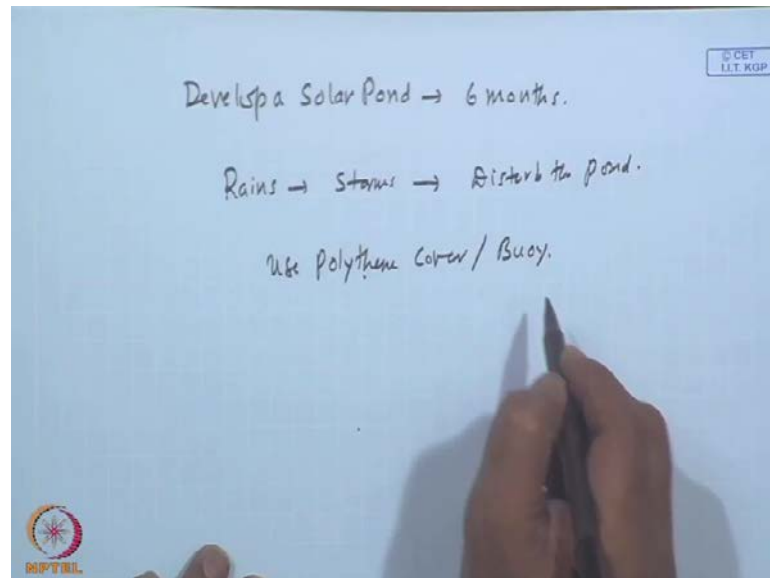 © CET
I.I.T. KGP
Develop a Solar Pond → 6 months.
Rains → Storms → Disturb the pond.
Use Polythene Cover / Buoy.
NPTEL